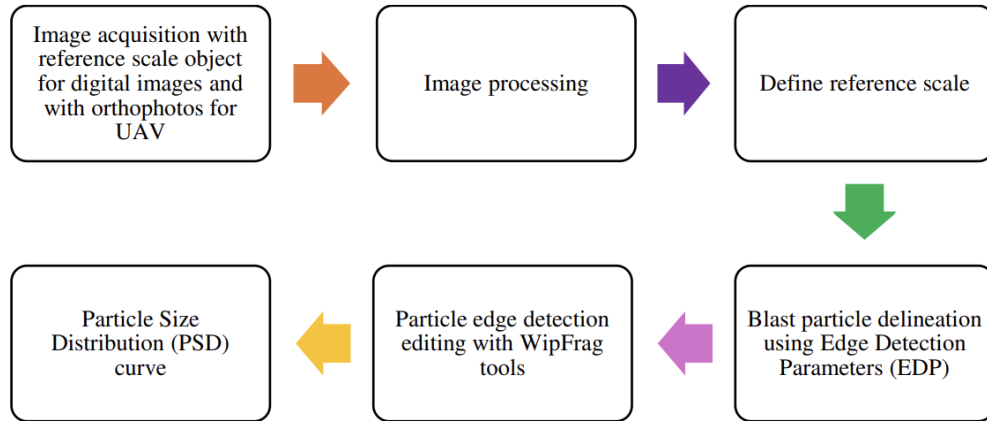 Image acquisition with
reference scale object
for digital images and
with orthophotos for
UAV
Image processing
Define reference scale
Blast particle delineation
using Edge Detection
Parameters (EDP)
Particle edge detection
editing with WipFrag
tools
Particle Size
Distribution (PSD)
curve